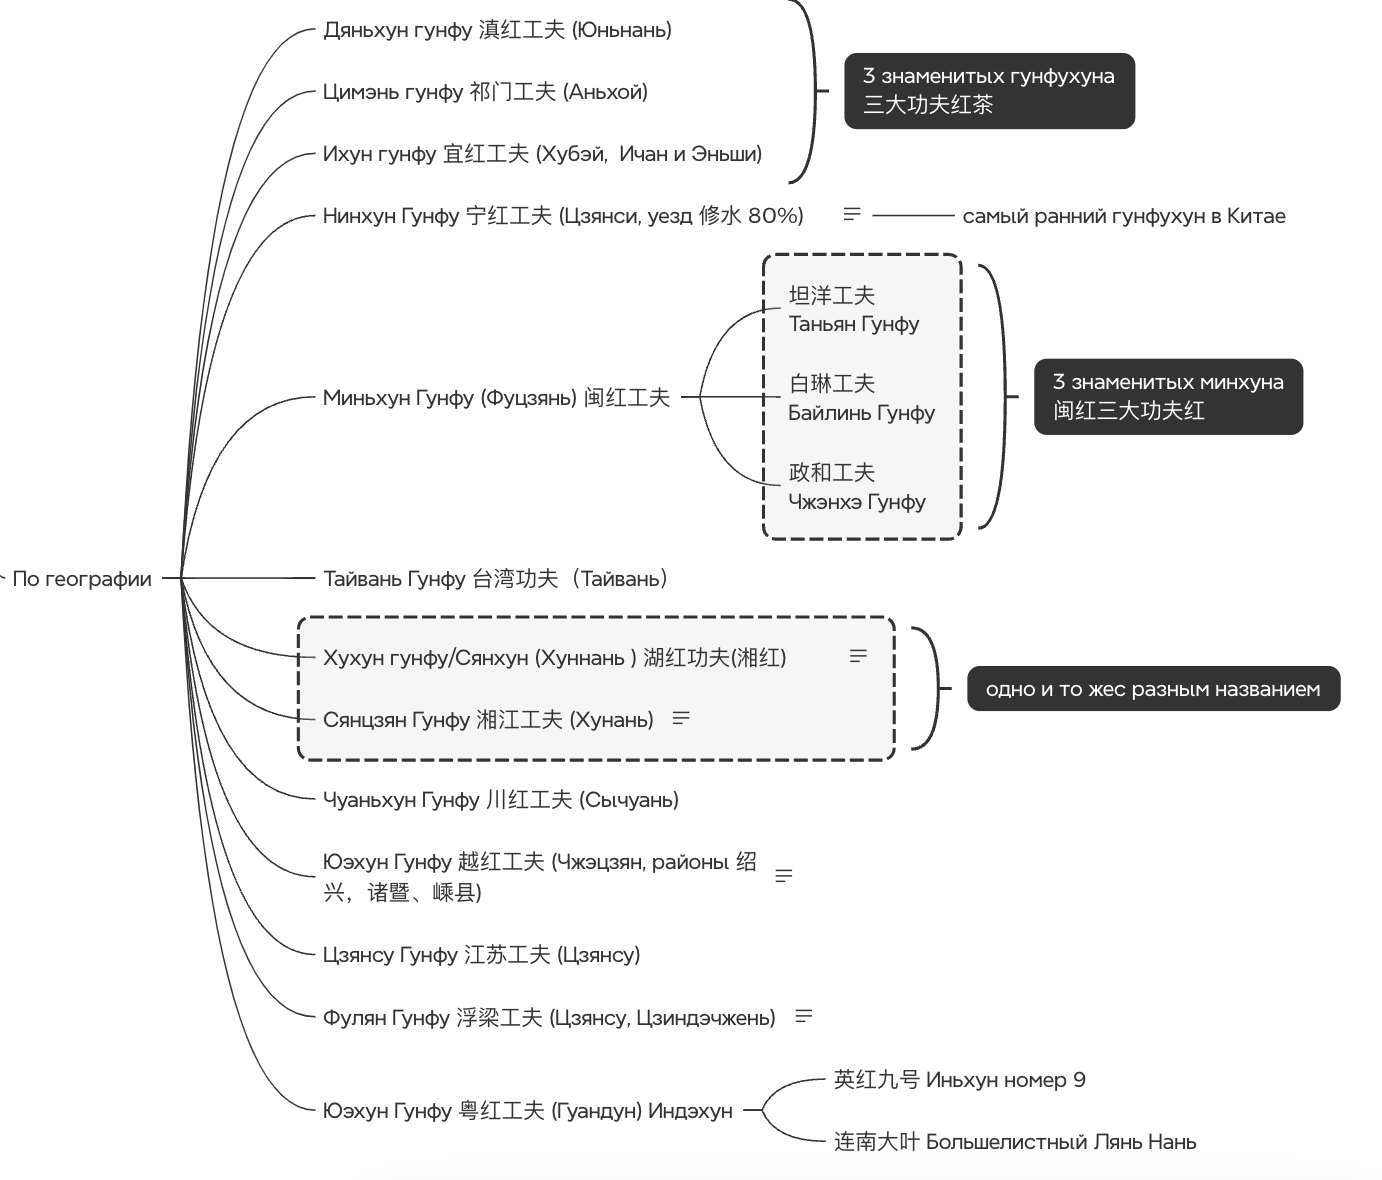 Дяньхун гунфу 滇红工夫 (Юньнань)
Цимэнь гунфу 祁门工夫 (Аньхой)
Ихун гунфу 宜红工夫 (Хубэй, Ичан и Эньши)
3 знаменитых гунфухуна
三大功夫红茶
Нинхун Гунфу 宁红工夫 (Цзянси, уезд 修水 80%)
самый ранний гунфухун в Китае
Миньхун Гунфу (Фуцзянь) 闽红工夫
坦洋工夫
Таньян Гунфу
白琳工夫
Байлинь Гунфу
政和工夫
Чжэнхэ Гунфу
3 знаменитых минхуна
闽红三大功夫红
По географии
Тайвань Гунфу 台湾功夫（Тайвань）
Хухун гунфу/Сянхун (Хуннань ) 湖红功夫(湘红)
Сянцзян Гунфу 湘江工夫 (Хунань)
одно и то жес разным названием
Чуаньхун Гунфу 川红工夫 (Сычуань)
Юэхун Гунфу 越红工夫 (Чжэцзян, районы 绍
兴，诸暨、嵊县)
Цзянсу Гунфу 江苏工夫 (Цзянсу)
Фулян Гунфу 浮梁工夫 (Цзянсу, Цзиндэчжень)
Юэхун Гунфу 粤红工夫 (Гуандун) Индэхун
英红九号 Иньхун номер 9
连南大叶 Большелистный Лянь Нань